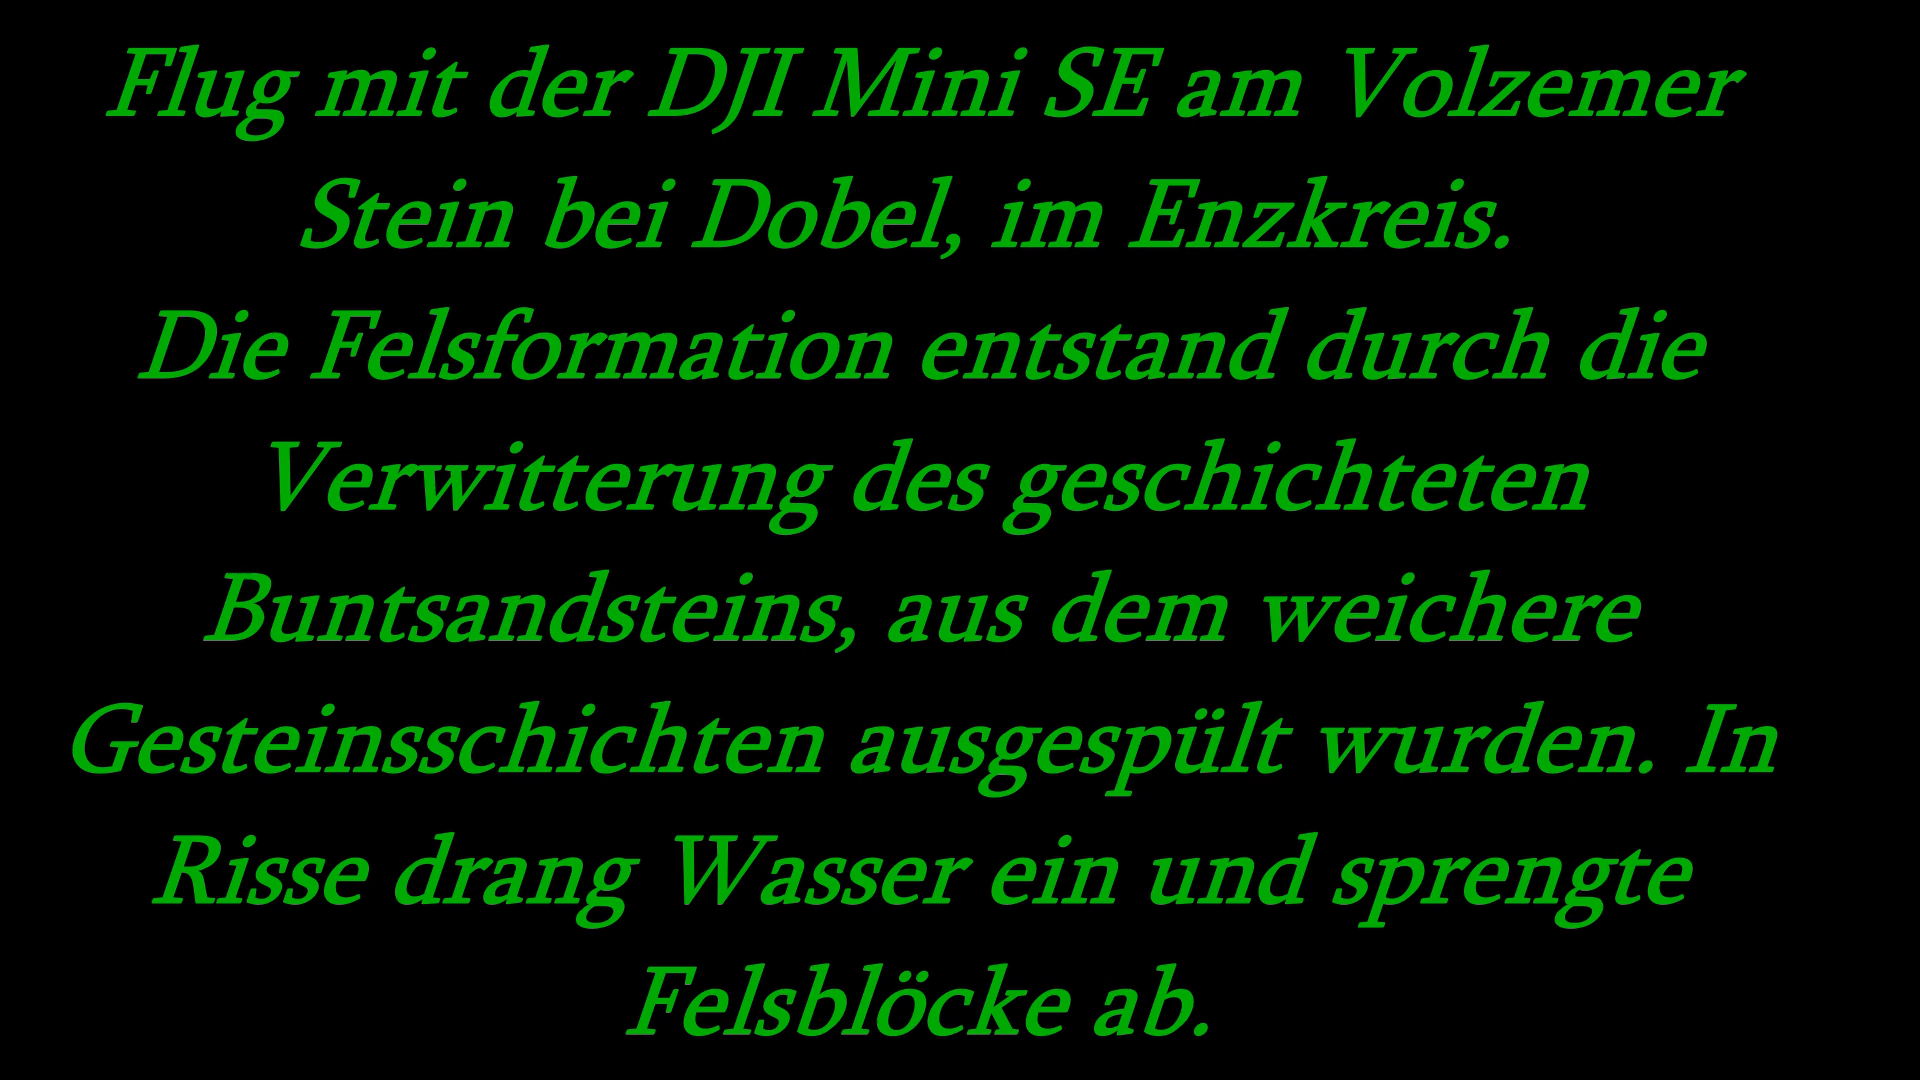 Flug mit der DJI Mini SE am Volzemer
Stein bei Dobel, im Enzkreis.
Die Felsformation entstand durch die
Verwitterung des geschichteten
Buntsandsteins, aus dem weichere
Gesteinsschichten ausgespült wurden. In
Risse drang Wasser ein und sprengte
Felsblöcke ab.